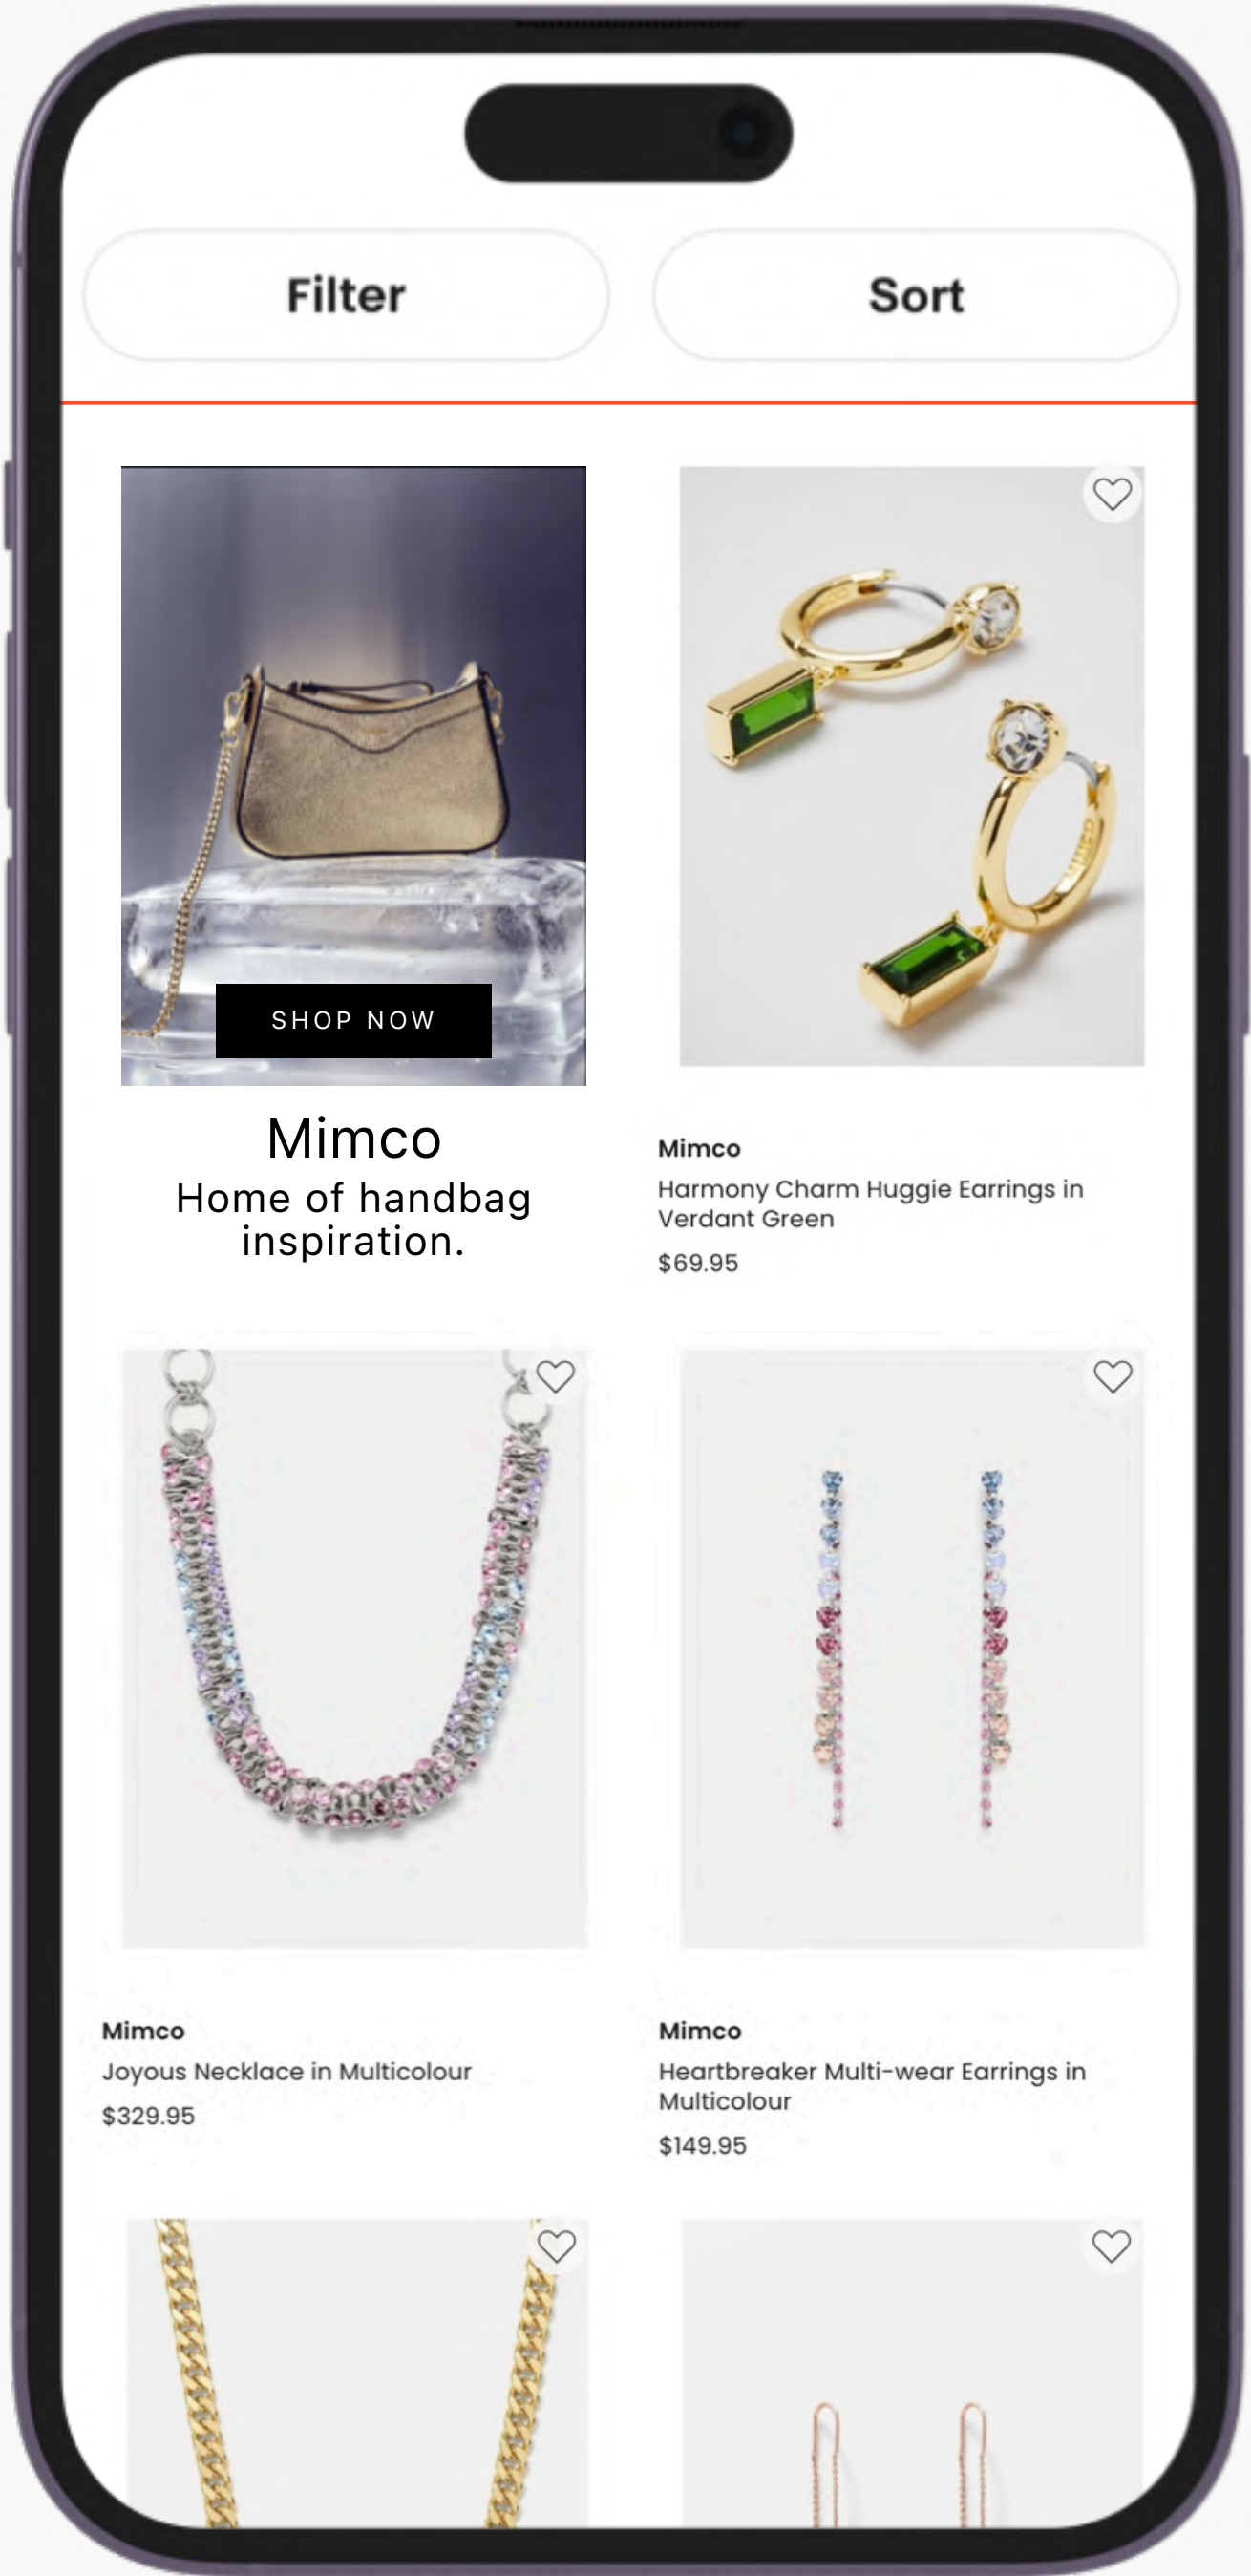 Filter
Sort
SHOP NOW
Mimco
Home of handbag
inspiration.
Mimco
Harmony Charm Huggie Earrings in
Verdant Green
$69.95
Mimco
Joyous Necklace in Multicolour
$329.95
Mimco
Heartbreaker Multi-wear Earrings in
Multicolour
$149.95